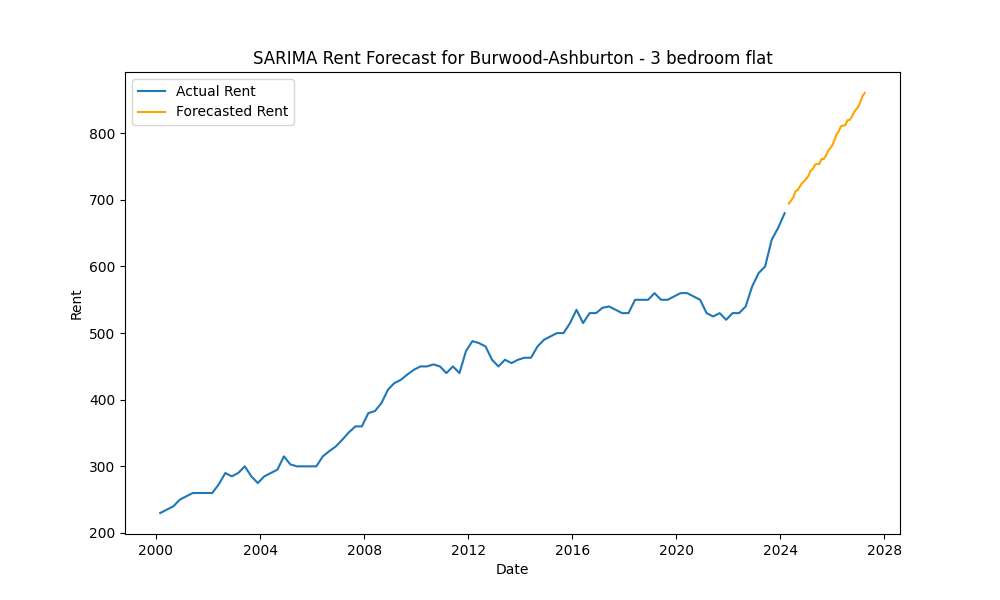 SARIMA Rent Forecast for Burwood-Ashburton - 3 bedroom flat
Actual Rent
Forecasted Rent
800
700
600
500
400
300
200
Rent
2000 2004 2008 2012 2016 2020 2024 2028
Date